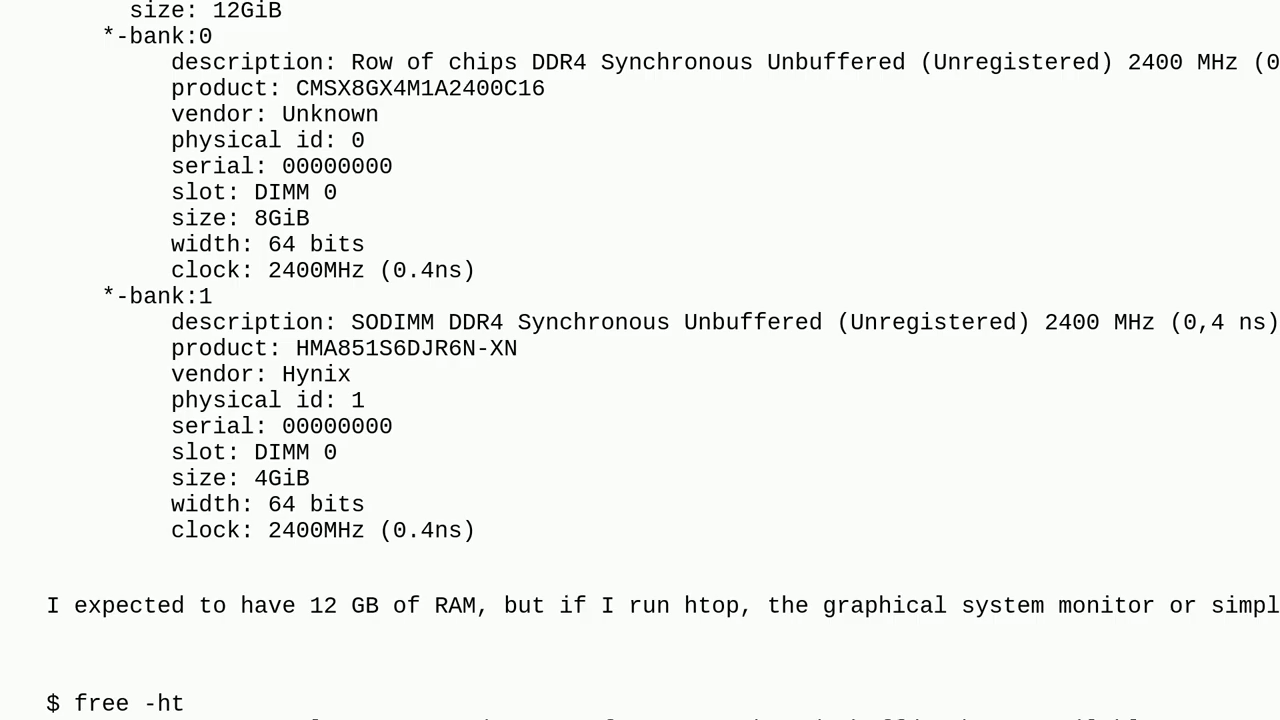 size: 12GiB
*-bank:0
description: Row of chips DDR4 Synchronous Unbuffered (Unregistered) 2400 MHz (0
product: CMSX8GX4M1A2400C16
vendor: Unknown
physical id: 0
serial: 00000000
slot: DIMM 0
size: 8GiB
width: 64 bits
clock: 2400MHz (0.4ns)
*-bank:1
description: SODIMM DDR4 Synchronous Unbuffered (Unregistered) 2400 MHz (0,4 ns)
product: HMA851S6DJR6N-XN
vendor: Hynix
physical id: 1
serial: 00000000
slot: DIMM 0
size: 4GiB
width: 64 bits
clock: 2400MHz (0.4ns)
I expected to have 12 GB of RAM, but if I run htop, the graphical system monitor or simpl
$ free -ht